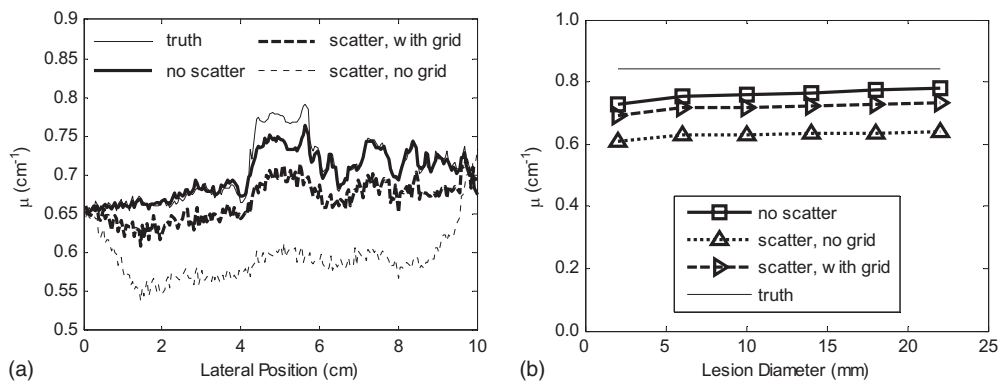 0.9
0.85
0.8
0.75
0.7
0.65
0.6
0.55
0.5
μ (cm-1)
truth
no scatter
scatter, with grid
scatter, no grid
0 2 4 6 8 10
Lateral Position (cm)
(a)
1.0
0.8
0.6
0.4
0.2
0.0
μ (cm-1)
no scatter
scatter, no grid
scatter, with grid
truth
0 5 10 15 20 25
Lesion Diameter (mm)
(b)